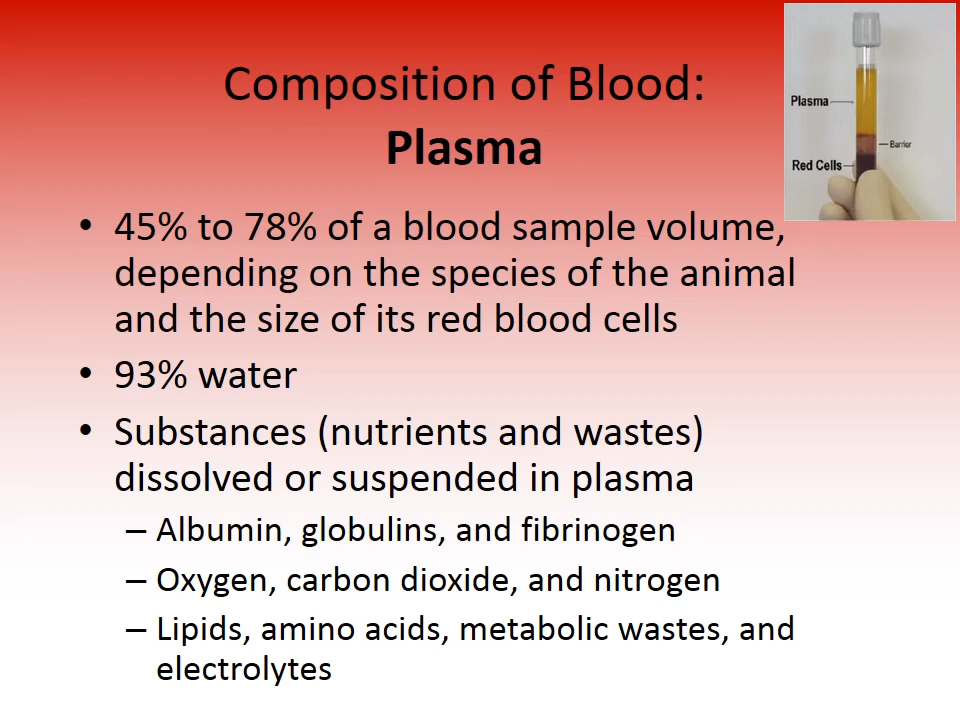 Composition of Blood:
Plasma
Plasma
Barrier
Red Cells
• 45% to 78% of a blood sample volume,
depending on the species of the animal
and the size of its red blood cells
• 93% water
• Substances (nutrients and wastes)
dissolved or suspended in plasma
– Albumin, globulins, and fibrinogen
– Oxygen, carbon dioxide, and nitrogen
– Lipids, amino acids, metabolic wastes, and
electrolytes